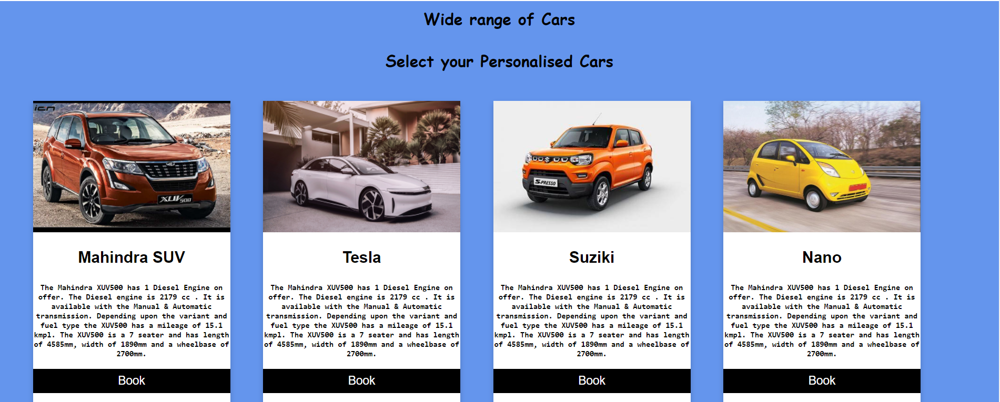 Wide range of Cars
Select your Personalised Cars
icn
XUV500
S-PRESSO
Mahindra SUV
The Mahindra XUV500 has 1 Diesel Engine on
offer. The Diesel engine is 2179 cc . It is
available with the Manual & Automatic
transmission. Depending upon the variant and
fuel type the XUV500 has a mileage of 15.1
kmpl. The XUV500 is a 7 seater and has length
of 4585mm, width of 1890mm and a wheelbase of
2700mm.
Book
Tesla
The Mahindra XUV500 has 1 Diesel Engine on
offer. The Diesel engine is 2179 cc . It is
available with the Manual & Automatic
transmission. Depending upon the variant and
fuel type the XUV500 has a mileage of 15.1
kmpl. The XUV500 is a 7 seater and has length
of 4585mm, width of 1890mm and a wheelbase of
2700mm.
Book
Suziki
The Mahindra XUV500 has 1 Diesel Engine on
offer. The Diesel engine is 2179 cc . It is
available with the Manual & Automatic
transmission. Depending upon the variant and
fuel type the XUV500 has a mileage of 15.1
kmpl. The XUV500 is a 7 seater and has length
of 4585mm, width of 1890mm and a wheelbase of
2700mm.
Book
Nano
The Mahindra XUV500 has 1 Diesel Engine on
offer. The Diesel engine is 2179 cc . It is
available with the Manual & Automatic
transmission. Depending upon the variant and
fuel type the XUV500 has a mileage of 15.1
kmpl. The XUV500 is a 7 seater and has length
of 4585mm, width of 1890mm and a wheelbase of
2700mm.
Book